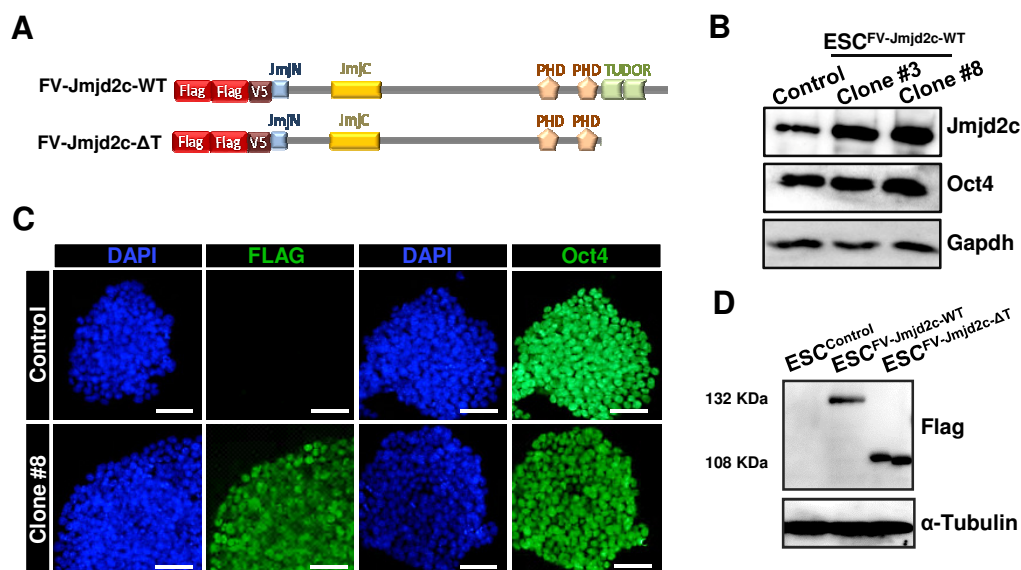 A
JmjN JmjC PHD PHD TUDOR
FV-Jmjd2c-WT Flag Flag V5
JmjN JmjC PHD PHD
FV-Jmjd2c-ΔT Flag Flag V5
B
ESCFV-Jmjd2c-WT
Control Clone #3 Clone #8
Jmjd2c
Oct4
Gapdh
C
DAPI FLAG DAPI Oct4
Control
Clone #8
D
ESCControl ESCFV-Jmjd2c-WT ESCFV-Jmjd2c-ΔT
132 KDa
Flag
108 KDa
α-Tubulin